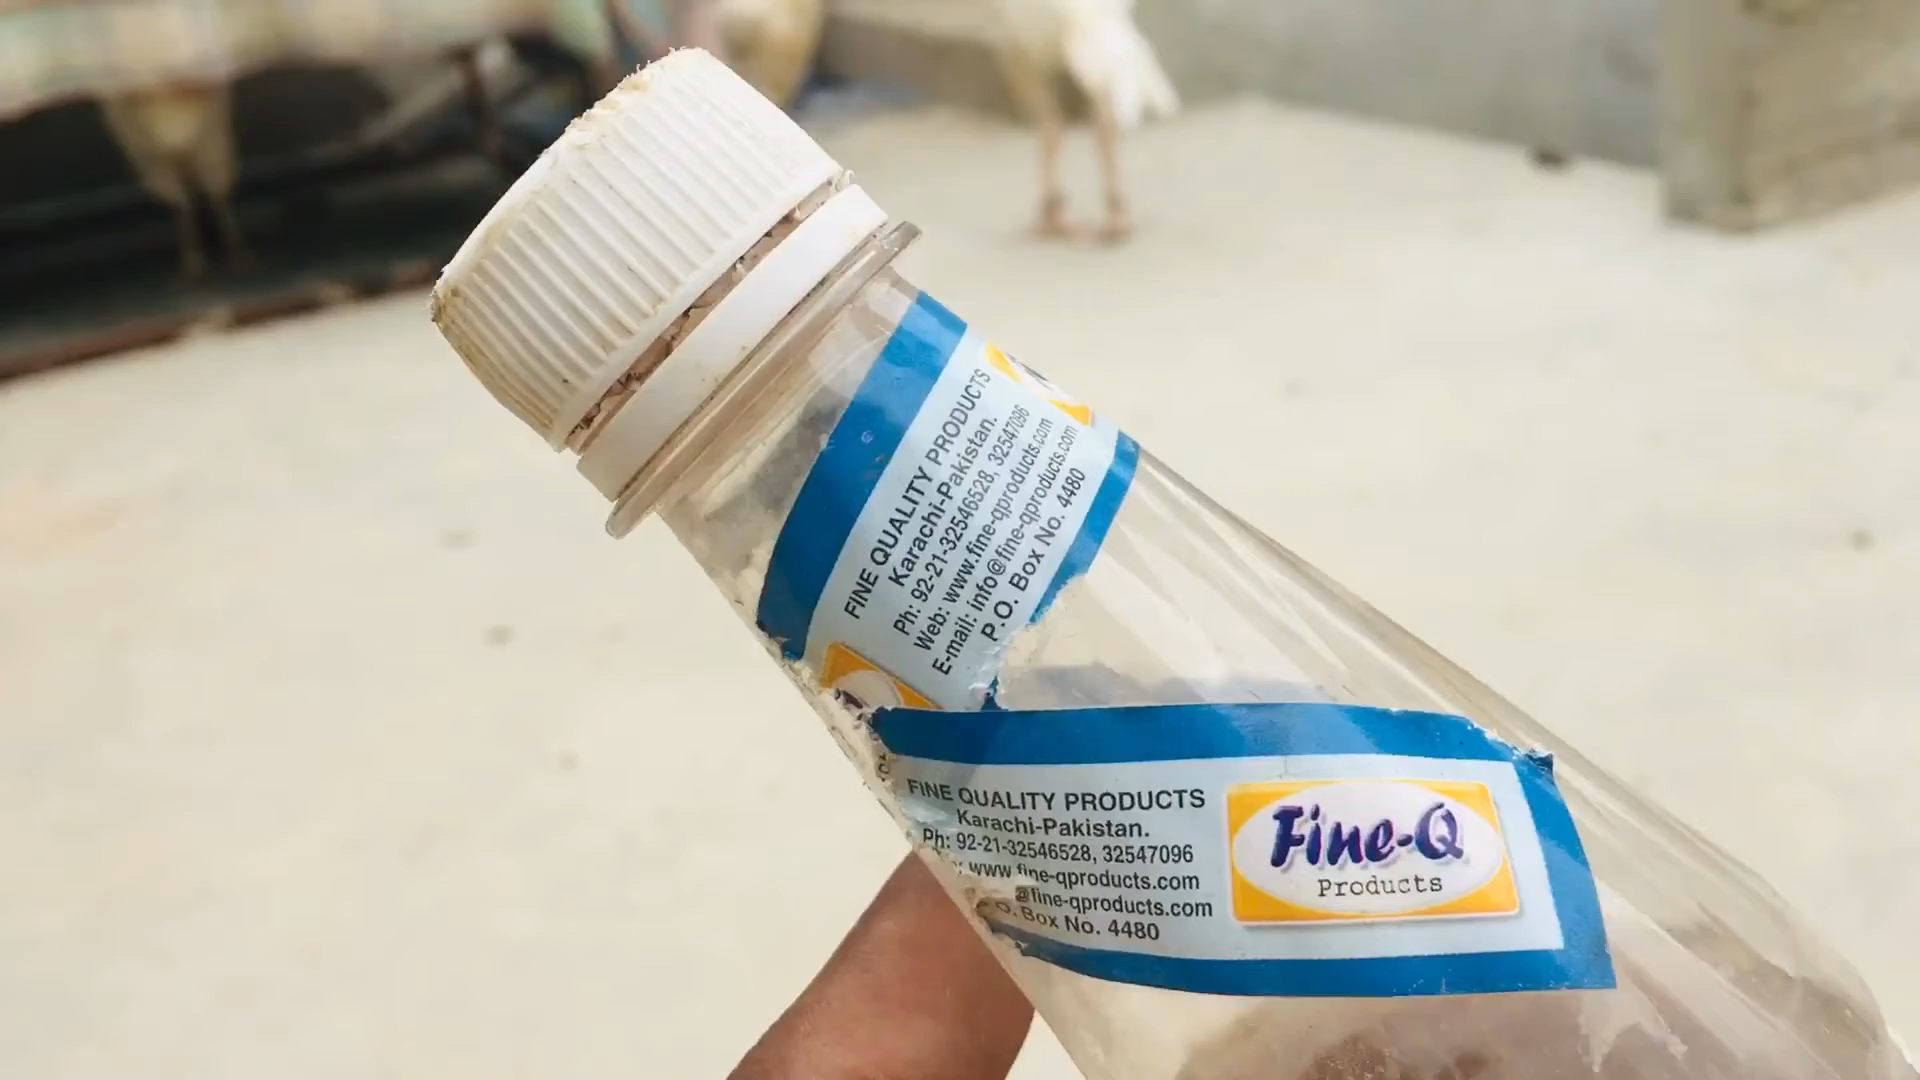 FINE QUALITY PRODUCTS
Karachi-Pakistan.
Ph: 92-21-32546528, 32547096
Web: www.fine-qproducts.com
E-mail: info@fine-qproducts.com
P.O. Box No. 4480
FINE QUALITY PRODUCTS
Karachi-Pakistan.
Ph: 92-21-32546528, 32547096
: www.fine-qproducts.com
@fine-qproducts.com
O. Box No. 4480
Fine-Q
Products